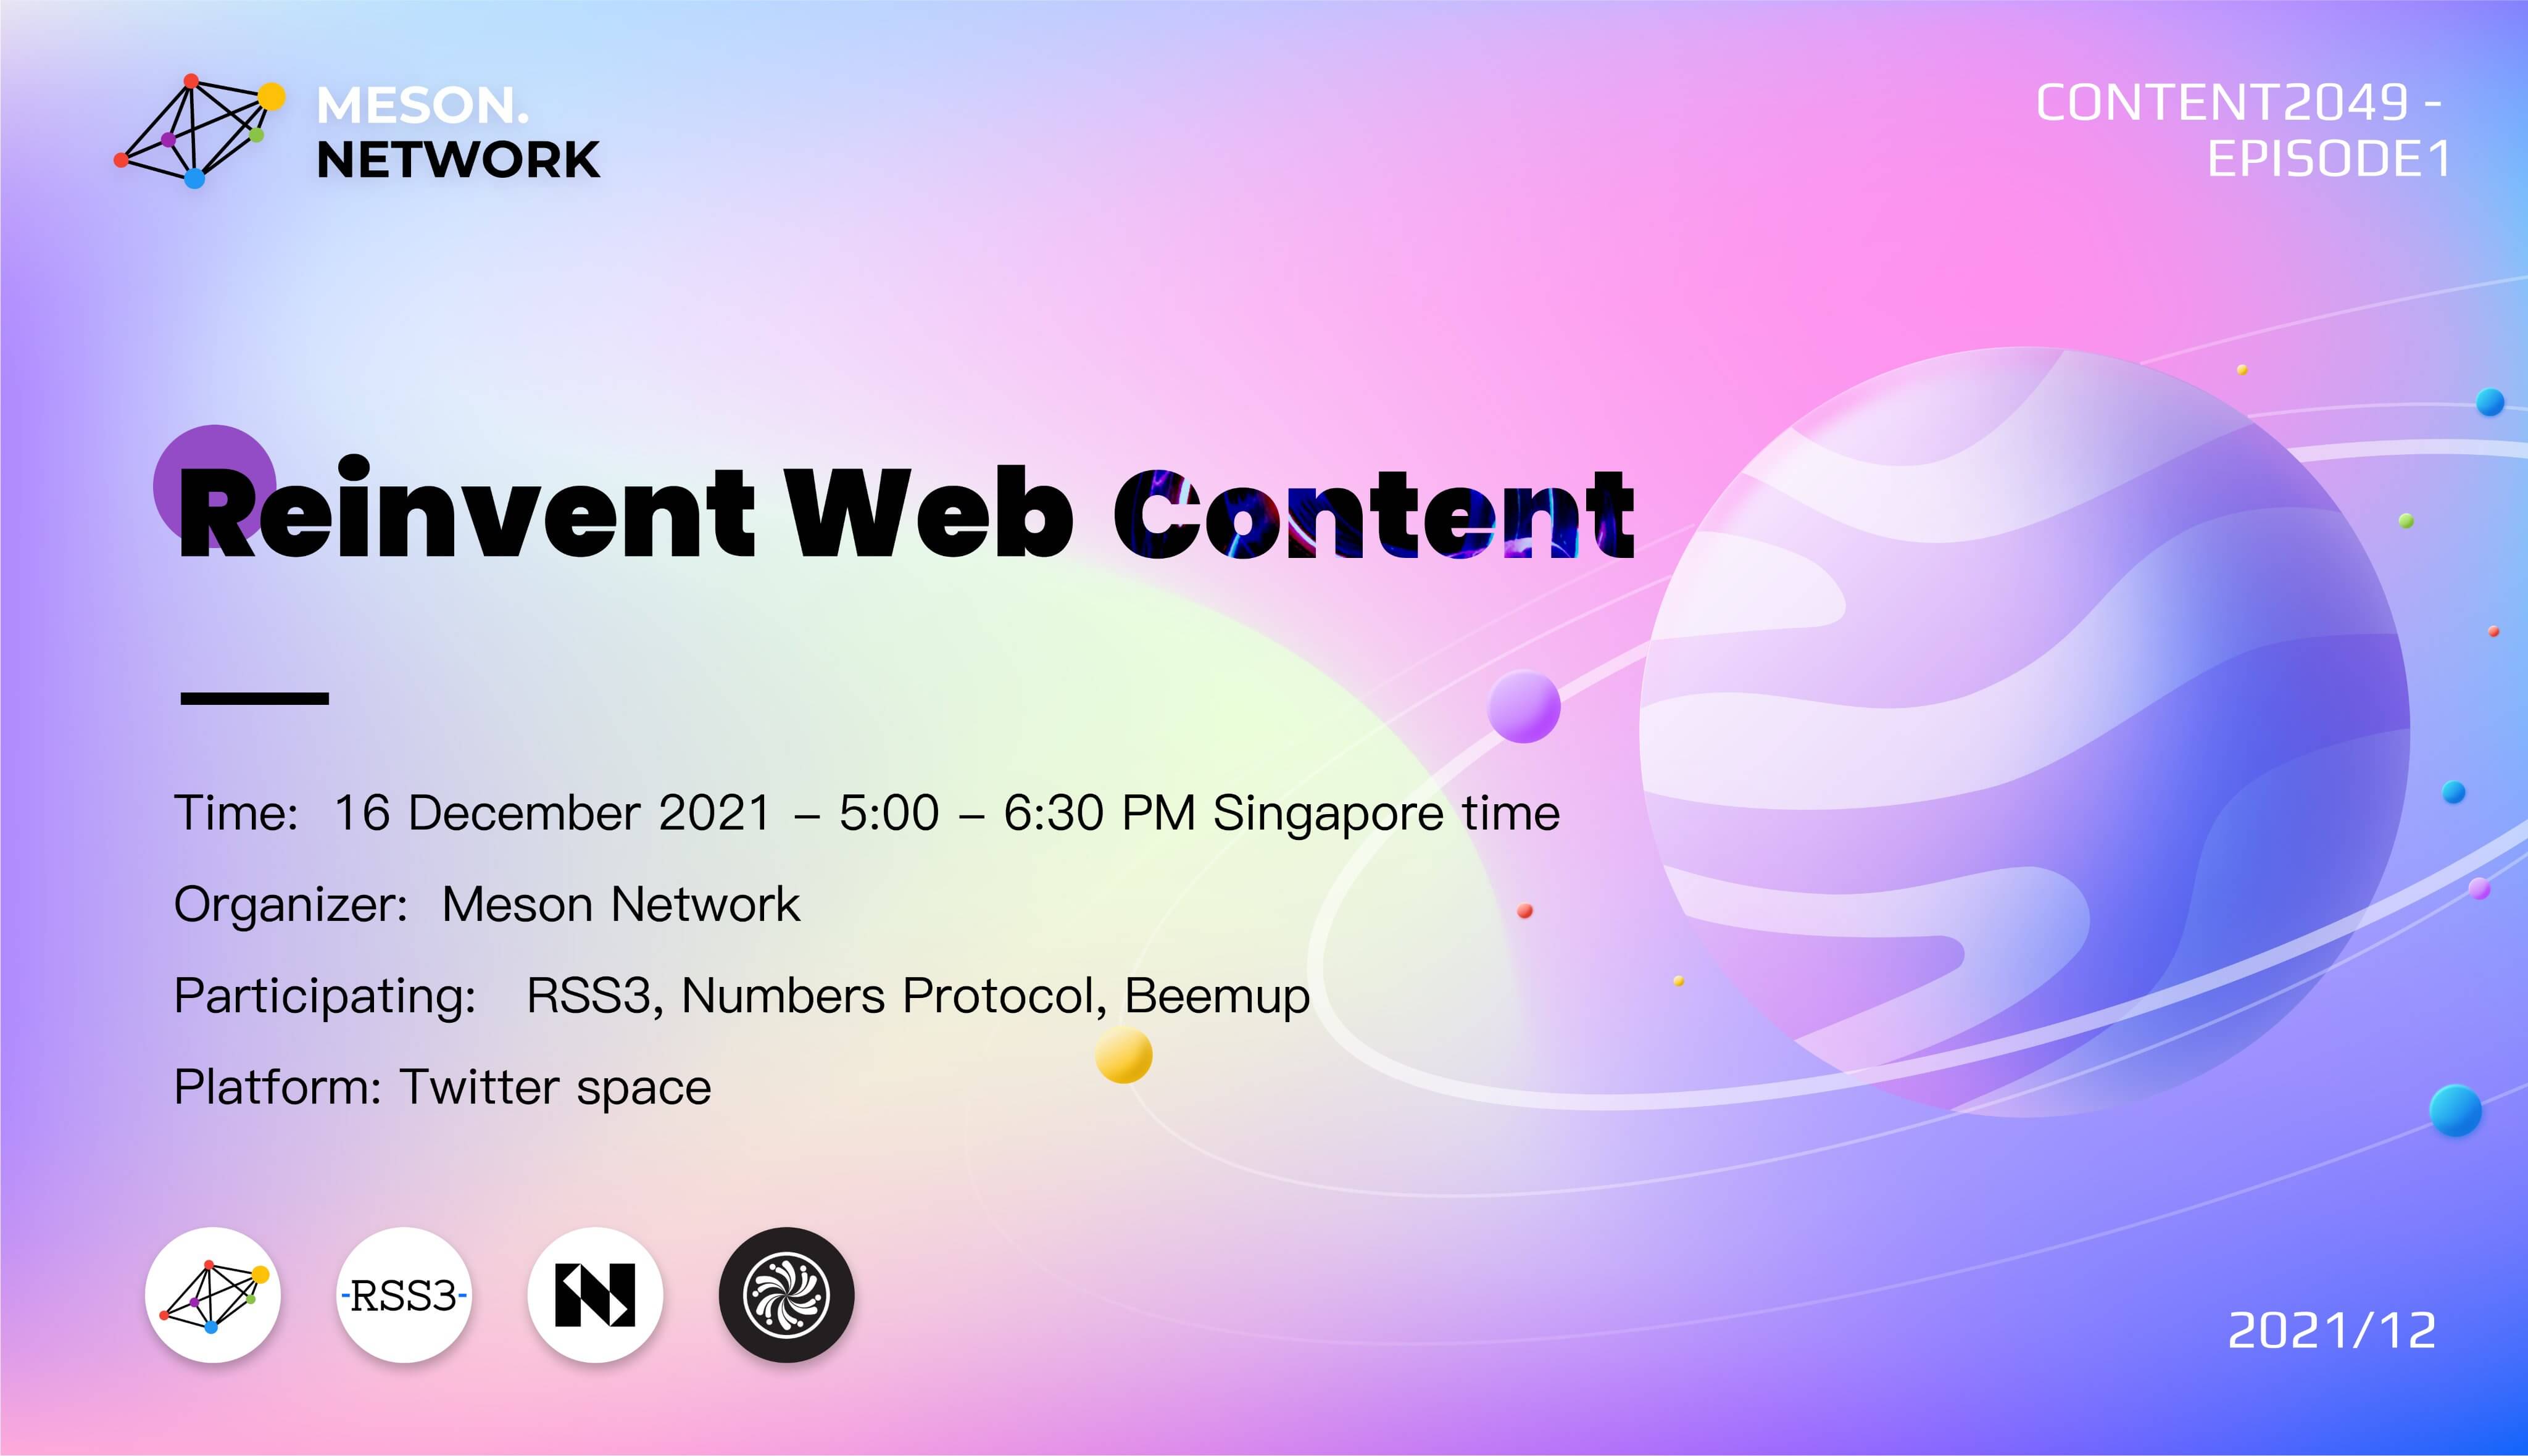 MESON.
NETWORK
CONTENT2049 -
EPISODE1
Reinvent Web Content
Time: 16 December 2021 – 5:00 – 6:30 PM Singapore time
Organizer: Meson Network
Participating: RSS3, Numbers Protocol, Beemup
Platform: Twitter space
-RSS3-
N
2021/12